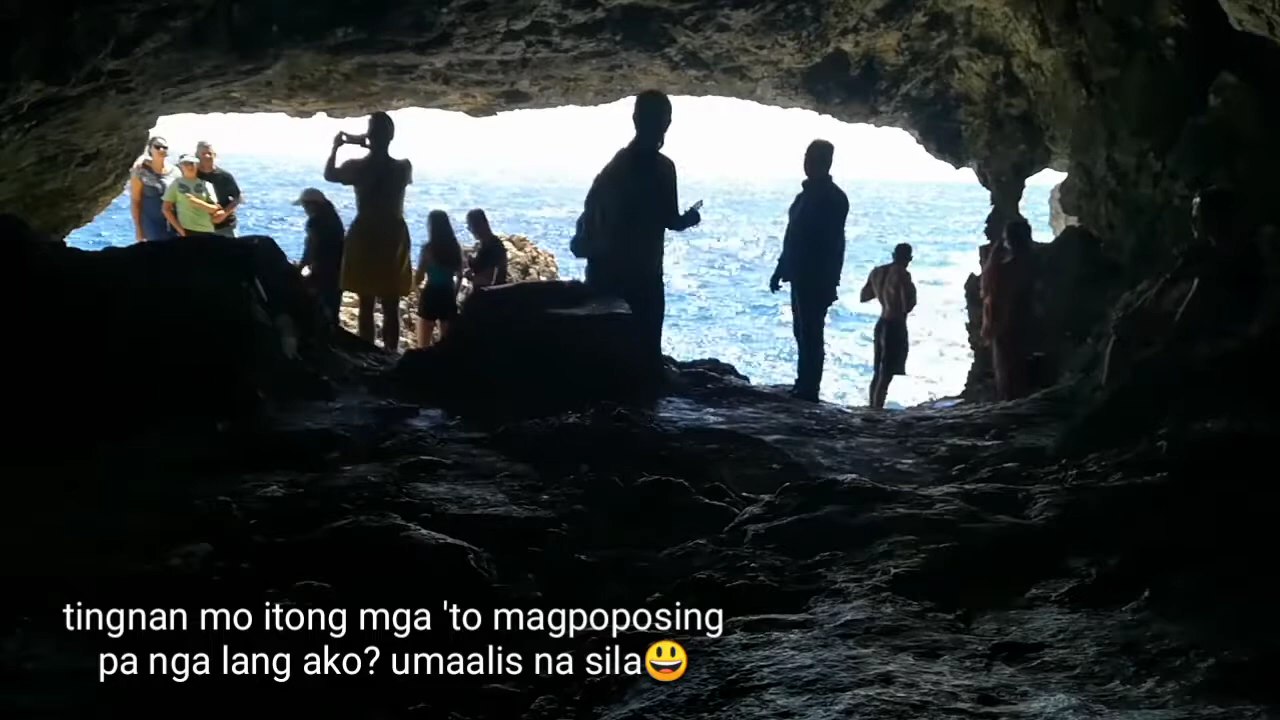 tingnan mo itong mga 'to magpoposing
pa nga lang ako? umaalis na sila😃